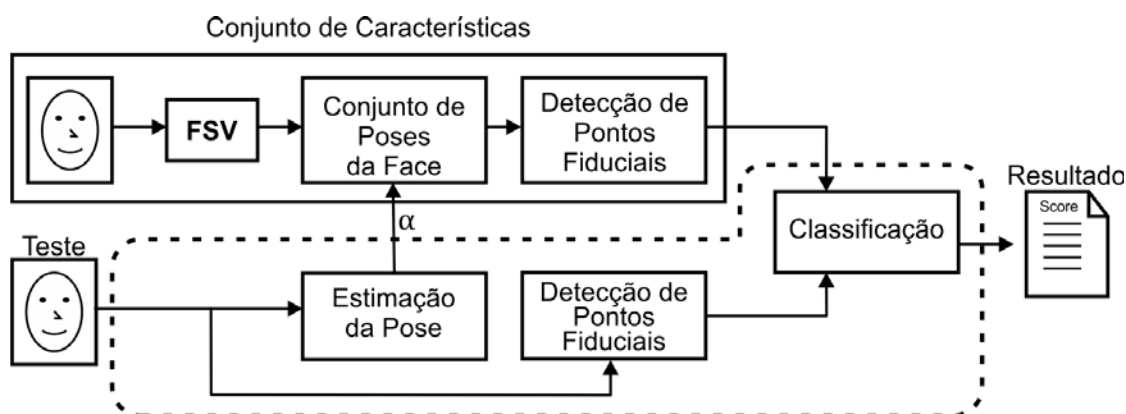 Conjunto de Características
FSV
Conjunto de
Poses
da Face
Detecção de
Pontos
Fiduciais
α
Teste
Estimação
da Pose
Detecção de
Pontos
Fiduciais
Classificação
Resultado
Score